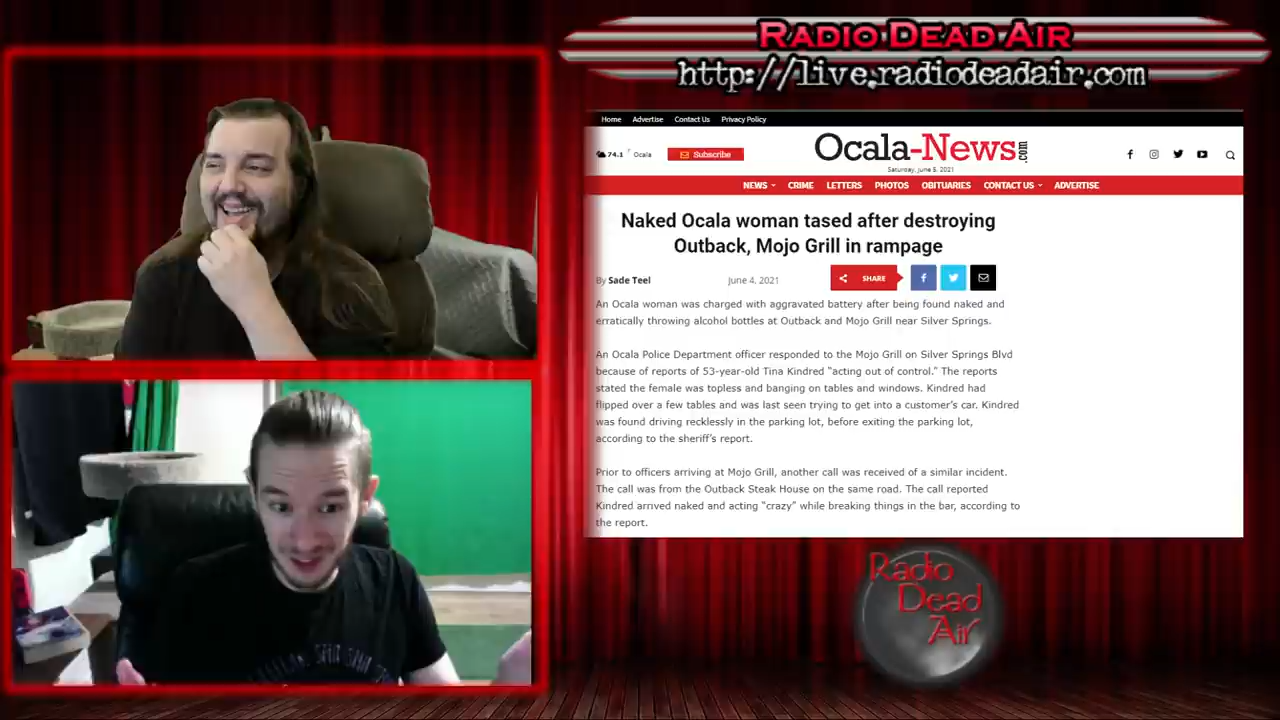 RADIO DEAD AIR
http://live.radiodeadair.com
Home Advertise Contact Us Privacy Policy
74.1 F Ocala
Subscribe
Ocala-News.com
Saturday, June 5, 2021
NEWS CRIME LETTERS PHOTOS OBITUARIES CONTACT US ADVERTISE
Naked Ocala woman tased after destroying
Outback, Mojo Grill in rampage
By Sade Teel June 4, 2021
SHARE
An Ocala woman was charged with aggravated battery after being found naked and
erratically throwing alcohol bottles at Outback and Mojo Grill near Silver Springs.
An Ocala Police Department officer responded to the Mojo Grill on Silver Springs Blvd
because of reports of 53-year-old Tina Kindred “acting out of control.” The reports
stated the female was topless and banging on tables and windows. Kindred had
flipped over a few tables and was last seen trying to get into a customer’s car. Kindred
was found driving recklessly in the parking lot, before exiting the parking lot,
according to the sheriff’s report.
Prior to officers arriving at Mojo Grill, another call was received of a similar incident.
The call was from the Outback Steak House on the same road. The call reported
Kindred arrived naked and acting “crazy” while breaking things in the bar, according to
the report.
Radio
Dead
Air